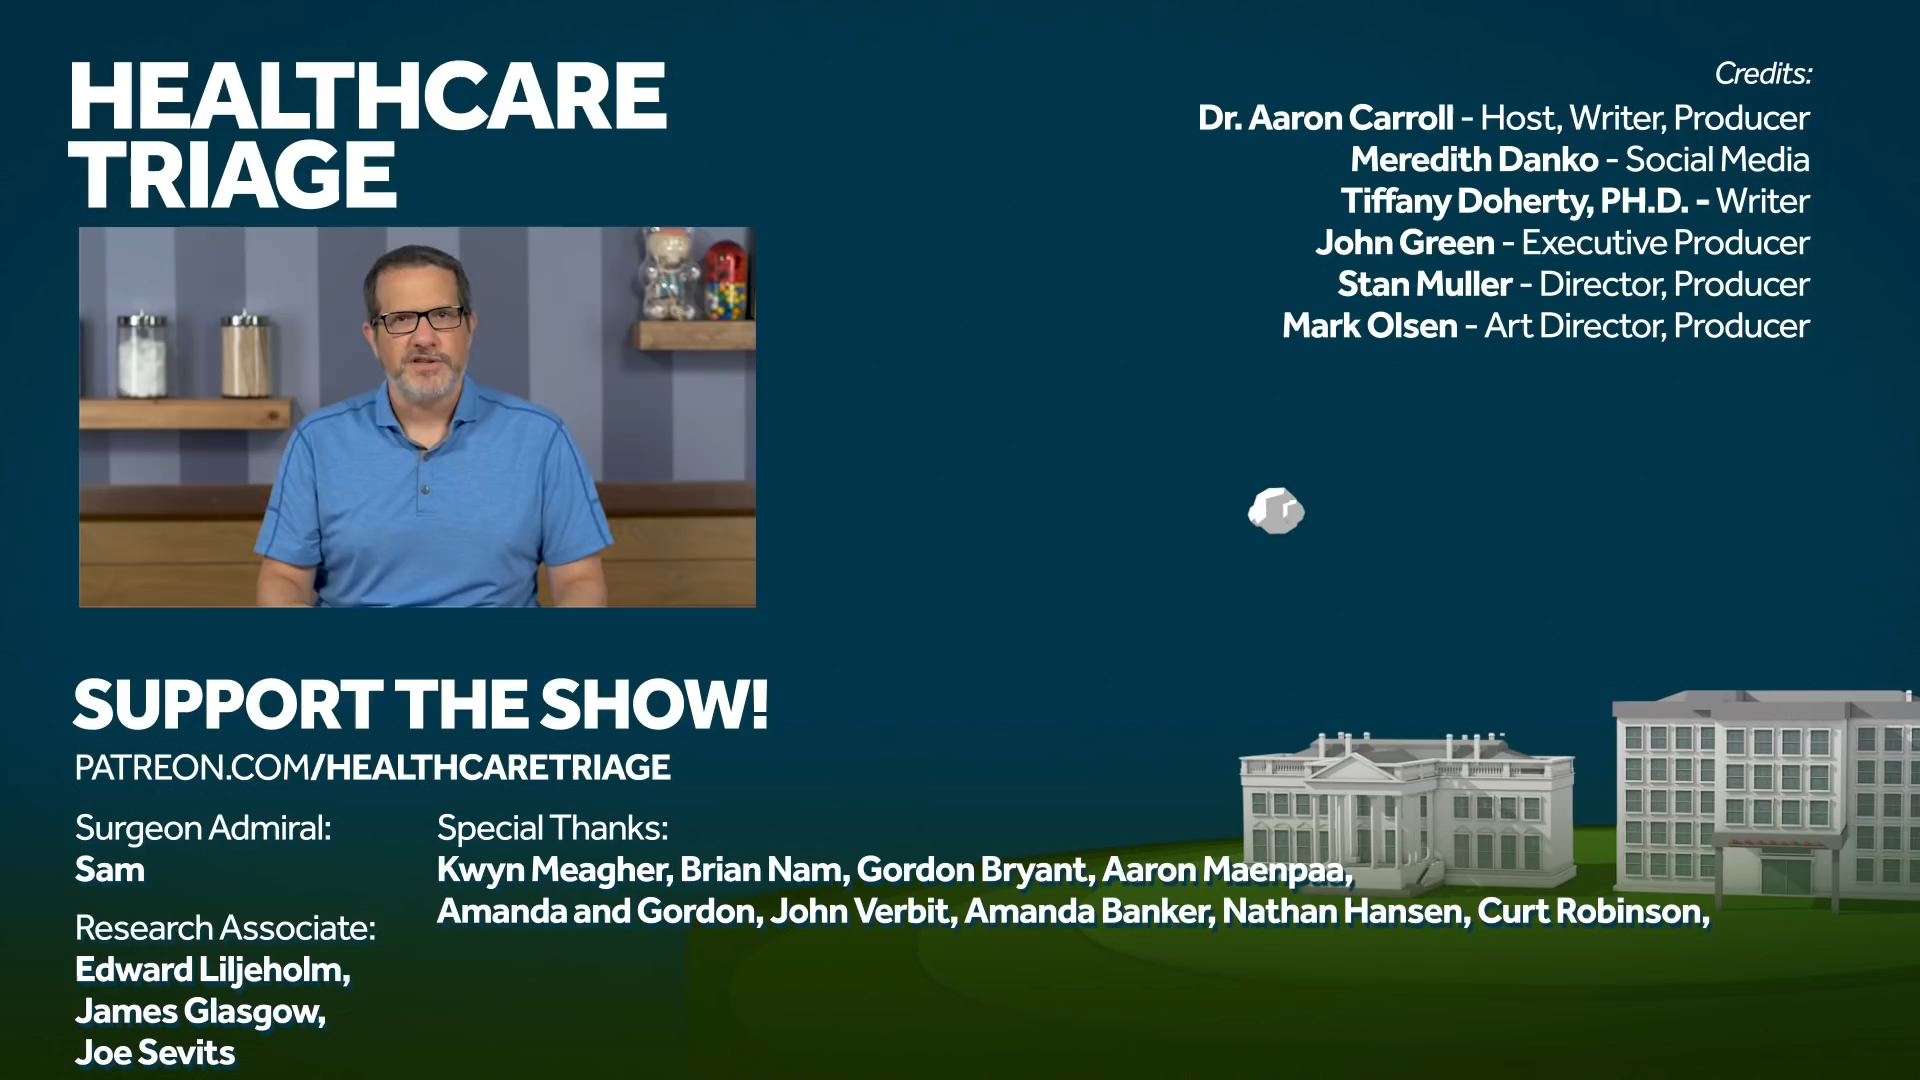 HEALTHCARE
TRIAGE
Credits:
Dr. Aaron Carroll - Host, Writer, Producer
Meredith Danko - Social Media
Tiffany Doherty, PH.D. - Writer
John Green - Executive Producer
Stan Muller - Director, Producer
Mark Olsen - Art Director, Producer
SUPPORT THE SHOW!
PATREON.COM/HEALTHCARETRIAGE
Surgeon Admiral:
Sam
Research Associate:
Edward Liljeholm,
James Glasgow,
Joe Sevits
Special Thanks:
Kwyn Meagher, Brian Nam, Gordon Bryant, Aaron Maenpaa,
Amanda and Gordon, John Verbit, Amanda Banker, Nathan Hansen, Curt Robinson,